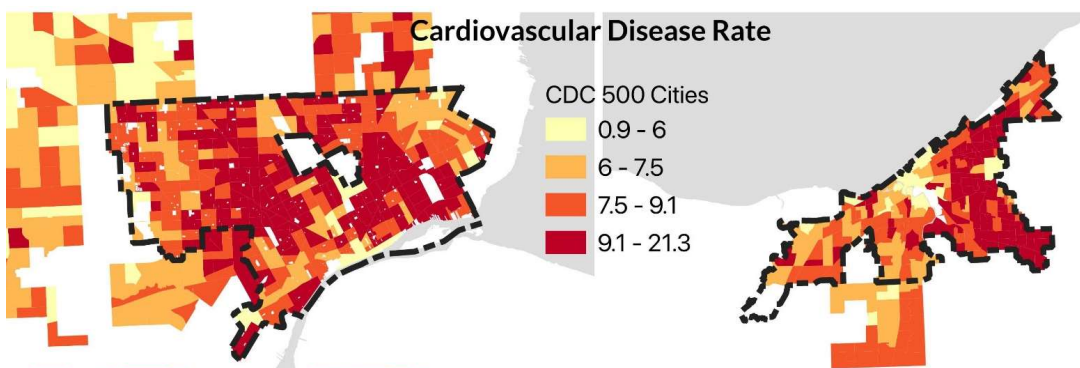 Cardiovascular Disease Rate
CDC 500 Cities
0.9 - 6
6 - 7.5
7.5 - 9.1
9.1 - 21.3